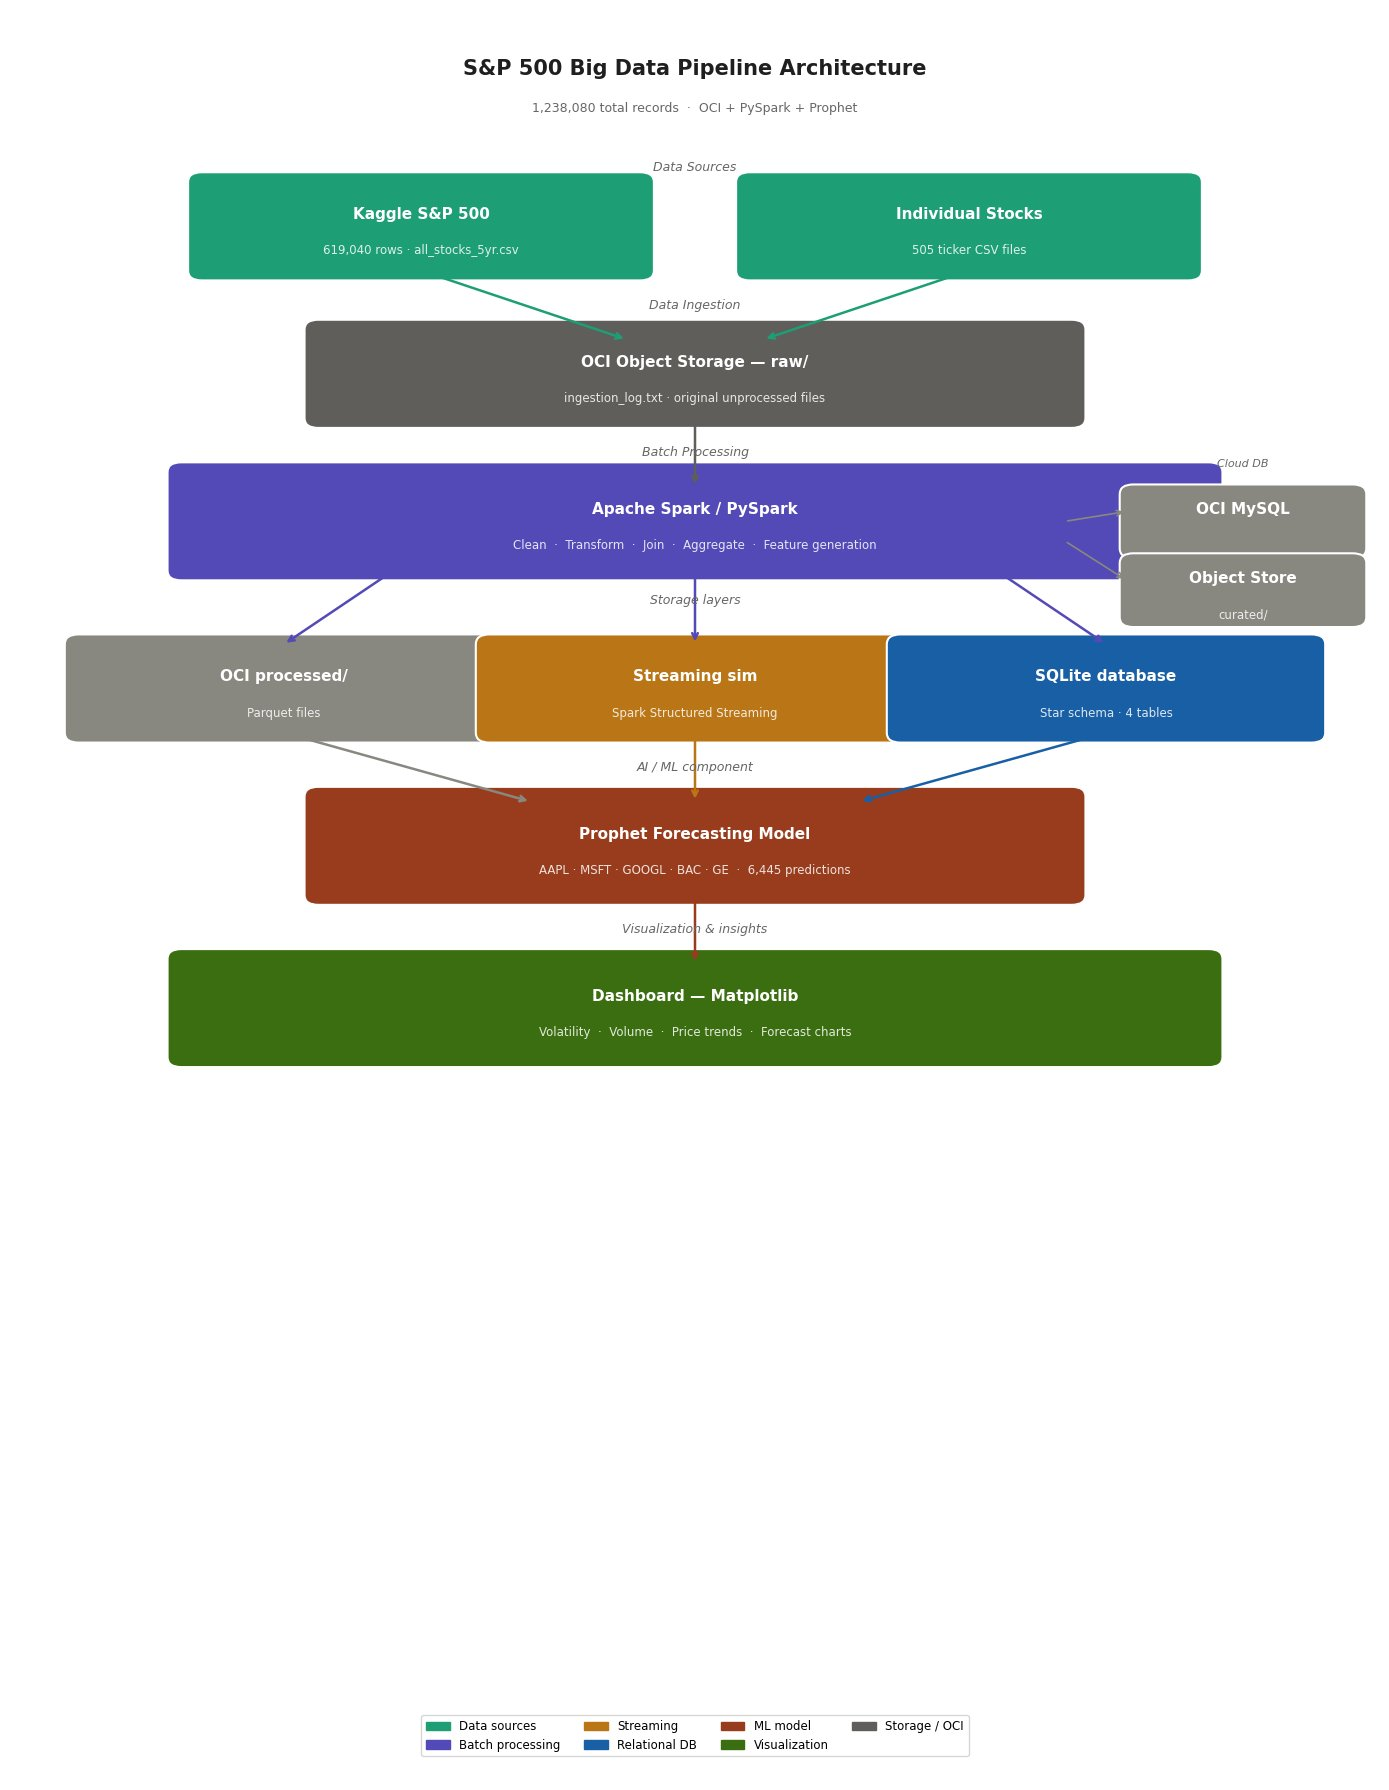 S&P 500 Big Data Pipeline Architecture
1,238,080 total records · OCI + PySpark + Prophet
Data Sources
Kaggle S&P 500
619,040 rows · all_stocks_5yr.csv
Individual Stocks
505 ticker CSV files
Data Ingestion
OCI Object Storage — raw/
ingestion_log.txt · original unprocessed files
Batch Processing
Cloud DB
Apache Spark / PySpark
Clean · Transform · Join · Aggregate · Feature generation
OCI MySQL
Object Store
curated/
Storage layers
OCI processed/
Parquet files
Streaming sim
Spark Structured Streaming
SQLite database
Star schema · 4 tables
AI / ML component
Prophet Forecasting Model
AAPL · MSFT · GOOGL · BAC · GE · 6,445 predictions
Visualization & insights
Dashboard — Matplotlib
Volatility · Volume · Price trends · Forecast charts
Data sources
Batch processing
Streaming
Relational DB
ML model
Visualization
Storage / OCI